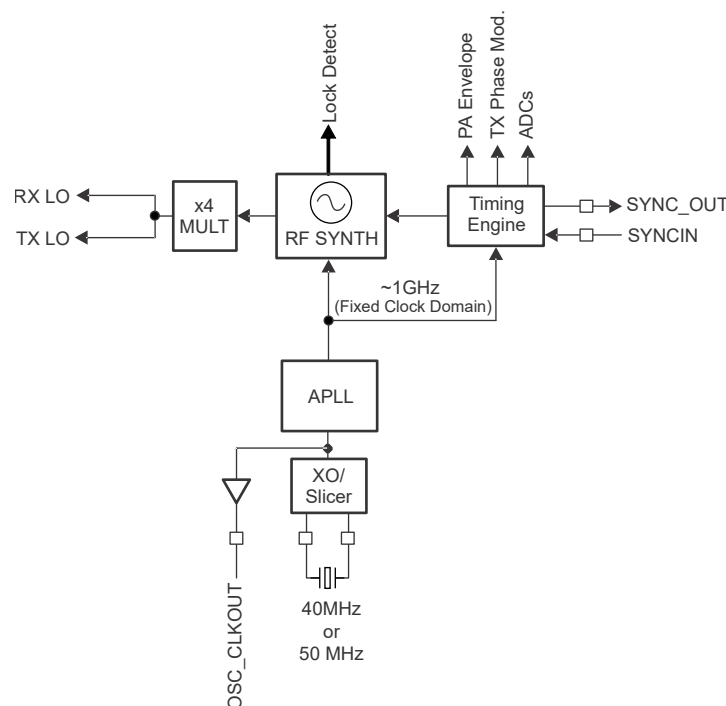 Lock Detect
PA Envelope
TX Phase Mod.
ADCs
RX LO
TX LO
x4
MULT
RF SYNTH
Timing
Engine
SYNC_OUT
SYNCIN
~1GHz
(Fixed Clock Domain)
APLL
XO/
Slicer
OSC_CLKOUT
40MHz
or
50 MHz